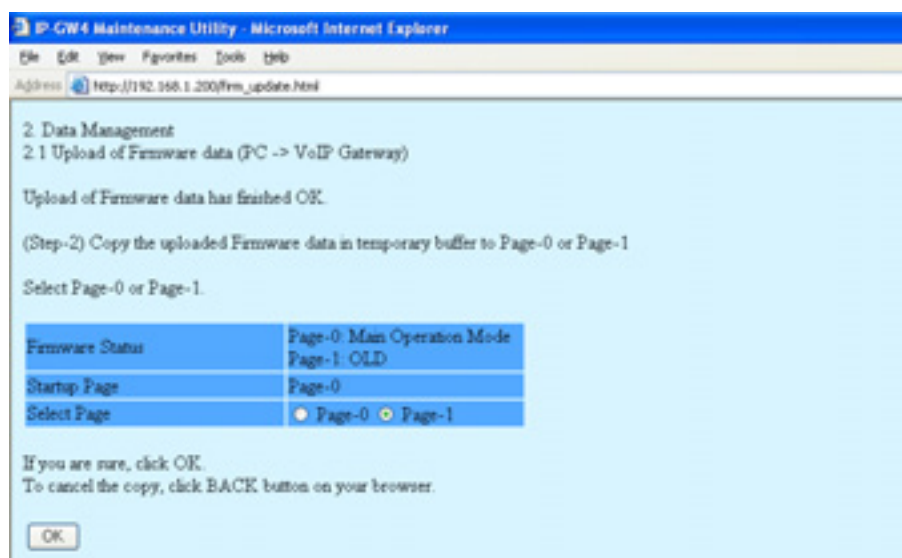 IP-GW4 Maintenance Utility - Microsoft Internet Explorer
File Edit View Favorites Tools Help
Address http://192.168.1.200/firm_update.html
2. Data Management
2.1 Upload of Firmware data (PC -> VoIP Gateway)
Upload of Firmware data has finished OK.
(Step-2) Copy the uploaded Firmware data in temporary buffer to Page-0 or Page-1
Select Page-0 or Page-1.
Firmware Status Page-0: Main Operation Mode
Page-1: OLD
Startup Page Page-0
Select Page Page-0 Page-1
If you are sure, click OK.
To cancel the copy, click BACK button on your browser.
OK